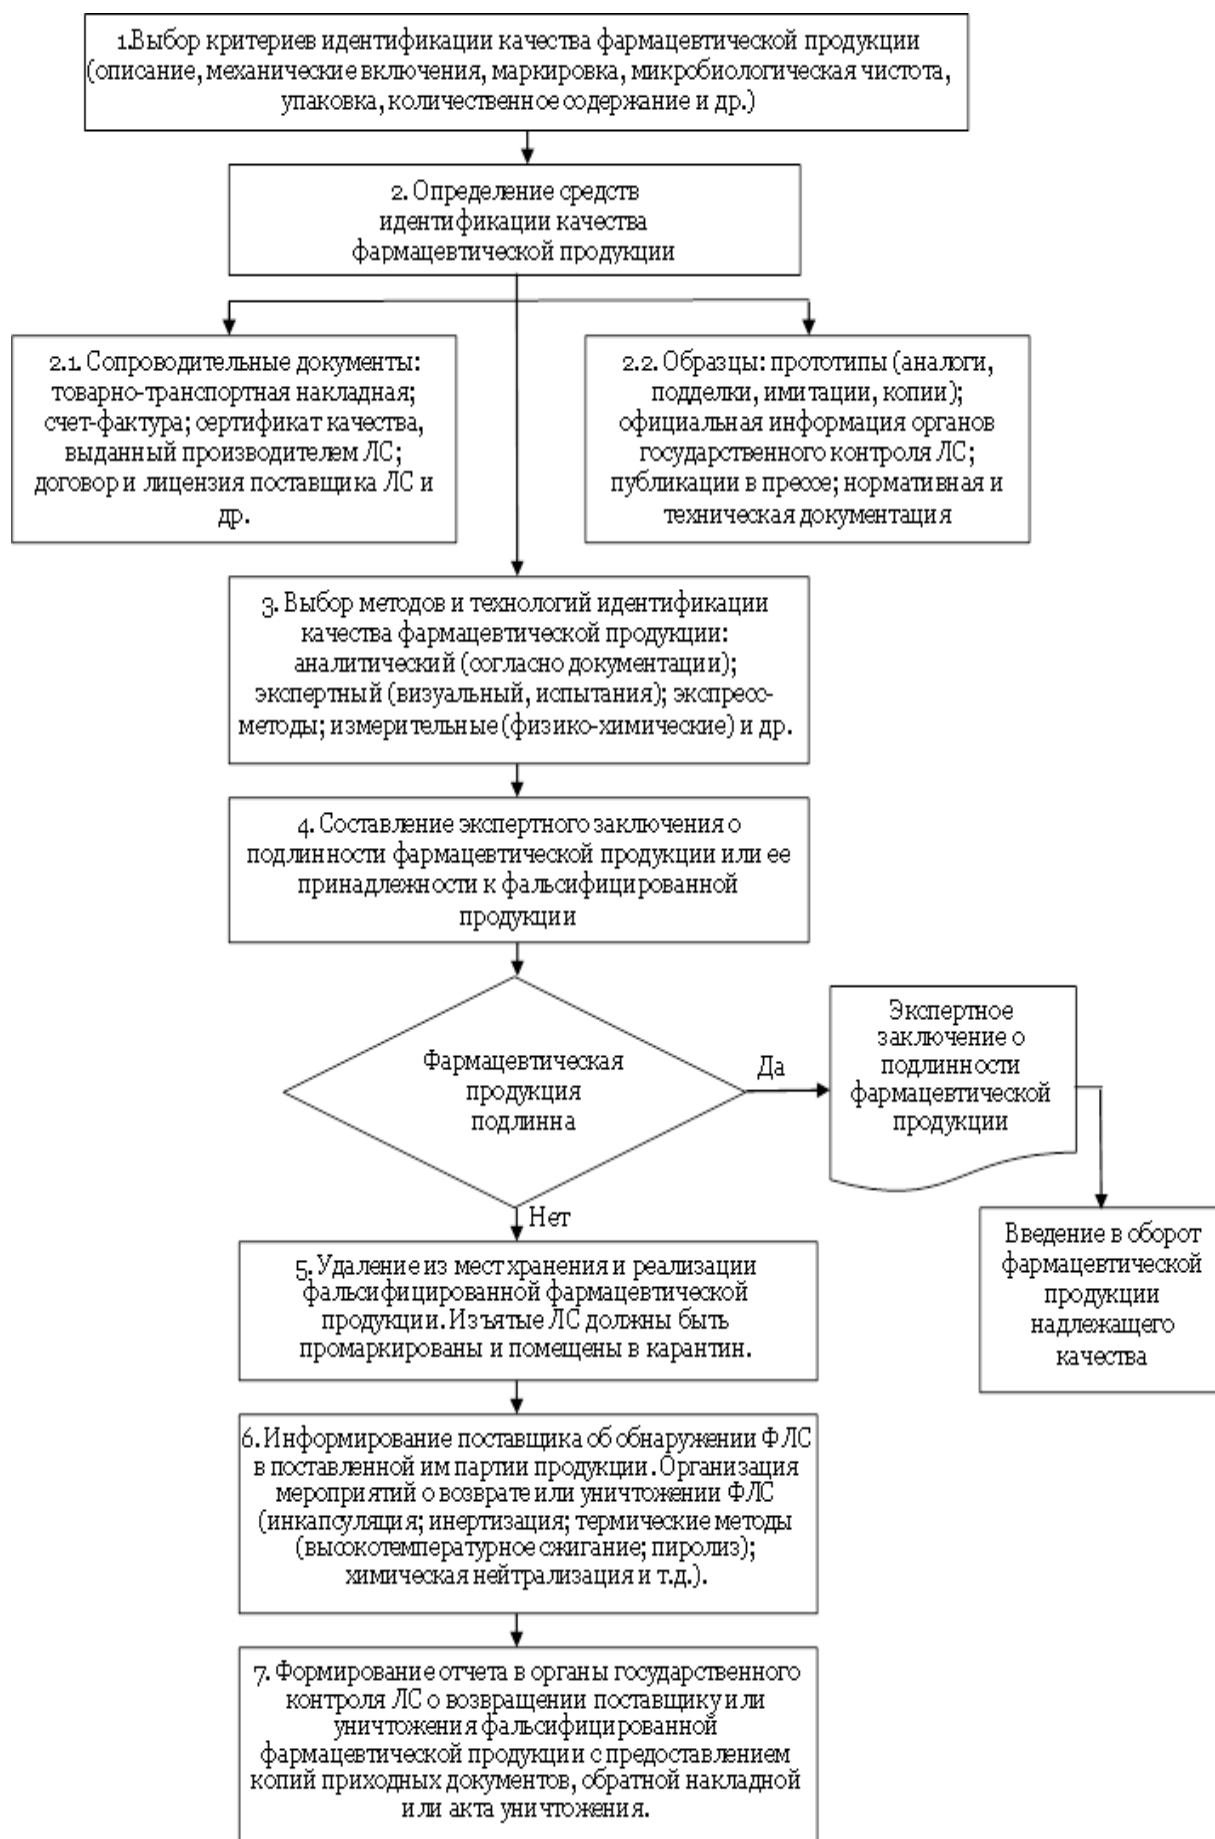 1.Выбор критериев идентификации качества фармацевтической продукции
(описание, механические включения, маркировка, микробиологическая чистота,
упаковка, количественное содержание и др.)
2. Определение средств
идентификации качества
фармацевтической продукции
2.1. Сопроводительные документы:
товарно-транспортная накладная;
счет-фактура; сертификат качества,
выданный производителем ЛС;
договор и лицензия поставщика ЛС и
др.
2.2. Образцы: прототипы (аналоги,
подделки, имитации, копии);
официальная информация органов
государственного контроля ЛС;
публикации в прессе; нормативная и
техническая документация
3. Выбор методов и технологий идентификации
качества фармацевтической продукции:
аналитический (согласно документации);
экспертный (визуальный, испытания); экспресс-
методы; измерительные (физико-химические) и др.
4. Составление экспертного заключения о
подлинности фармацевтической продукции или ее
принадлежности к фальсифицированной
продукции
Фармацевтическая
продукция
подлинна
Да
Экспертное
заключение о
подлинности
фармацевтической
продукции
Нет
Введение в оборот
фармацевтической
продукции
надлежащего
качества
5. Удаление из мест хранения и реализации
фальсифицированной фармацевтической
продукции. Изъятые ЛС должны быть
промаркированы и помещены в карантин.
6. Информирование поставщика об обнаружении ФЛС
в поставленной им партии продукции. Организация
мероприятий о возврате или уничтожении ФЛС
(инкапсуляция; инертизация; термические методы
(высокотемпературное сжигание; пиролиз);
химическая нейтрализация и т.д.).
7. Формирование отчета в органы государственного
контроля ЛС о возвращении поставщику или
уничтожения фальсифицированной
фармацевтической продукции с предоставлением
копий приходных документов, обратной накладной
или акта уничтожения.